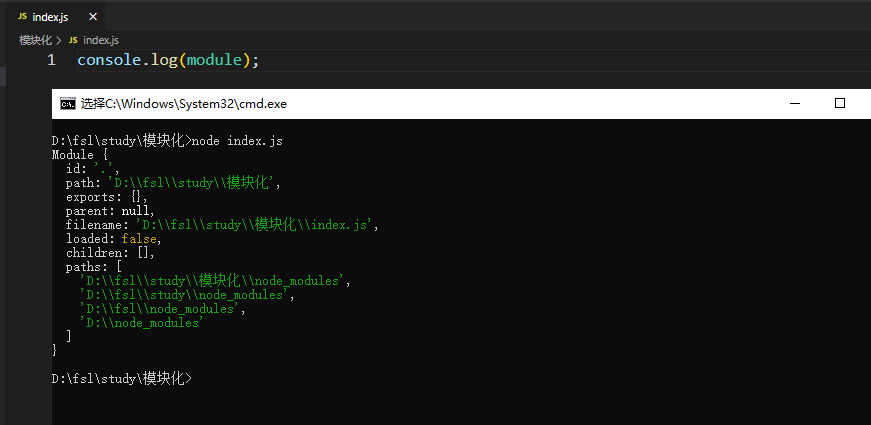 JS index.js ×
模块化 > JS index.js
1 console.log(module);
选择C:\Windows\System32\cmd.exe
D:\fsl\study\模块化>node index.js
Module {
  id: '.',
  path: 'D:\\fsl\\study\\模块化',
  exports: {},
  parent: null,
  filename: 'D:\\fsl\\study\\模块化\\index.js',
  loaded: false,
  children: [],
  paths: [
    'D:\\fsl\\study\\模块化\\node_modules',
    'D:\\fsl\\study\\node_modules',
    'D:\\fsl\\node_modules',
    'D:\\node_modules'
  ]
}
D:\fsl\study\模块化>